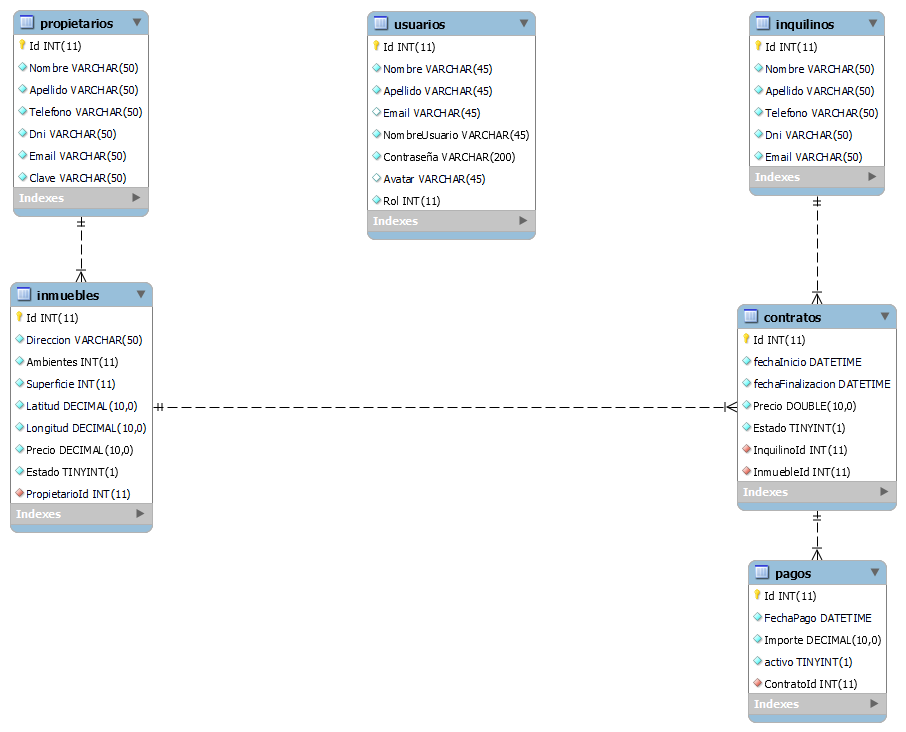 propietarios
Id INT(11)
Nombre VARCHAR(50)
Apellido VARCHAR(50)
Telefono VARCHAR(50)
Dni VARCHAR(50)
Email VARCHAR(50)
Clave VARCHAR(50)
Indexes
usuarios
Id INT(11)
Nombre VARCHAR(45)
Apellido VARCHAR(45)
Email VARCHAR(45)
NombreUsuario VARCHAR(45)
Contraseña VARCHAR(200)
Avatar VARCHAR(45)
Rol INT(11)
Indexes
inquilinos
Id INT(11)
Nombre VARCHAR(50)
Apellido VARCHAR(50)
Telefono VARCHAR(50)
Dni VARCHAR(50)
Email VARCHAR(50)
Indexes
inmuebles
Id INT(11)
Direccion VARCHAR(50)
Ambientes INT(11)
Superficie INT(11)
Latitud DECIMAL(10,0)
Longitud DECIMAL(10,0)
Precio DECIMAL(10,0)
Estado TINYINT(1)
PropietarioId INT(11)
Indexes
contratos
Id INT(11)
fechaInicio DATETIME
fechaFinalizacion DATETIME
Precio DOUBLE(10,0)
Estado TINYINT(1)
InquilinoId INT(11)
InmuebleId INT(11)
Indexes
pagos
Id INT(11)
FechaPago DATETIME
Importe DECIMAL(10,0)
activo TINYINT(1)
ContratoId INT(11)
Indexes